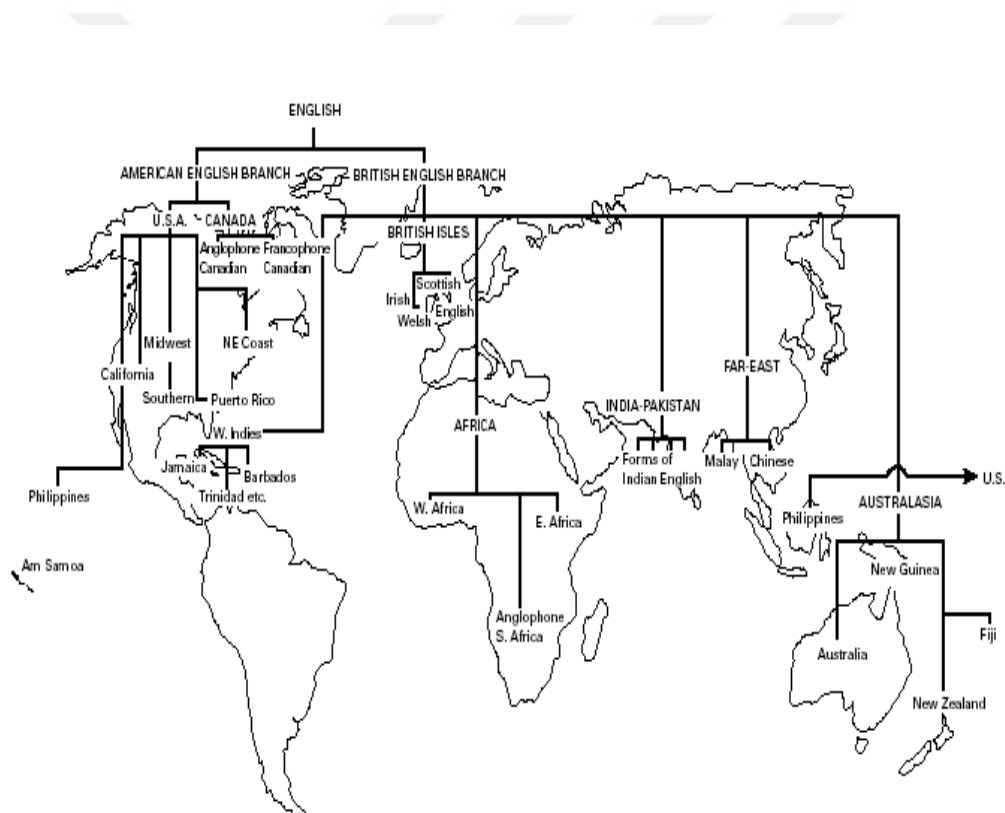 ENGLISH
AMERICAN ENGLISH BRANCH
BRITISH ENGLISH BRANCH
U.S.A.
CANADA
BRITISH ISLES
Anglophone
Canadian
Francophone
Canadian
Scottish
Irish
English
Welsh
Midwest
NE Coast
California
FAR-EAST
Southern
Puerto Rico
INDIA-PAKISTAN
W. Indies
AFRICA
Jamaica
Barbados
Forms of
Indian English
Malay
Chinese
Philippines
Trinidad etc.
U.S.
W. Africa
E. Africa
Philippines
AUSTRALASIA
Am Samoa
New Guinea
Anglophone
S. Africa
Fiji
Australia
New Zealand